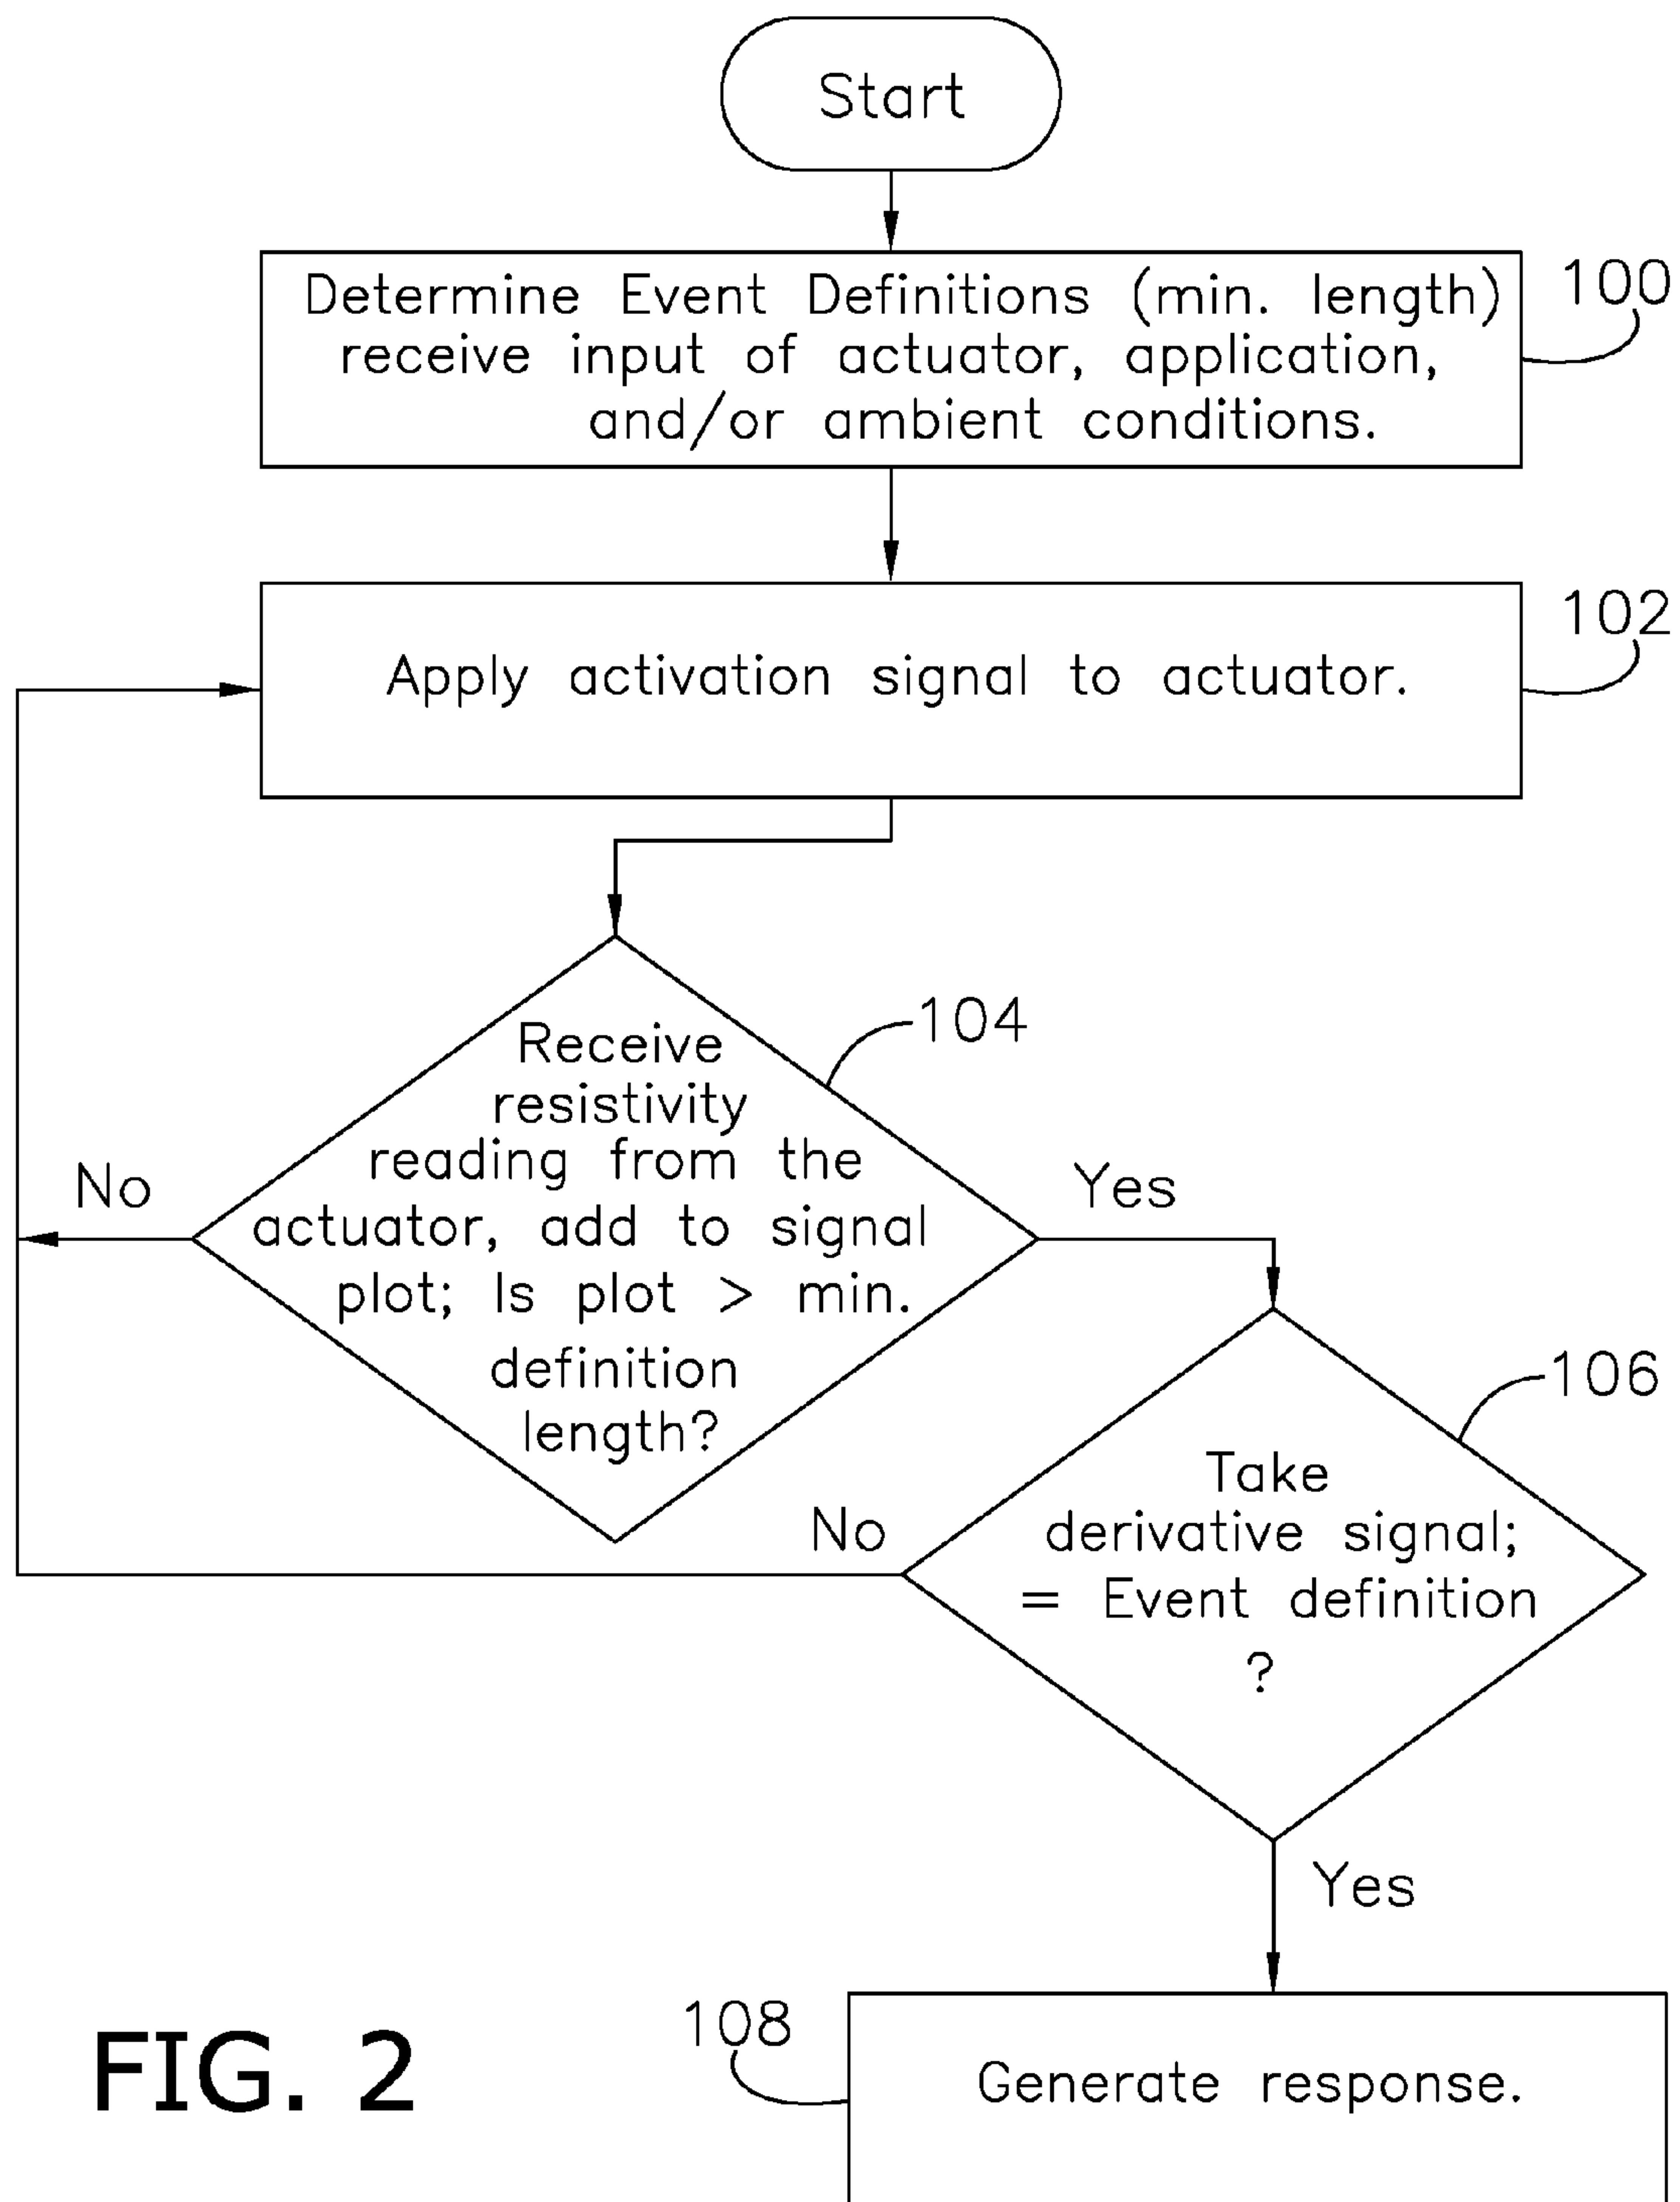 Start
Determine Event Definitions (min. length)
receive input of actuator, application,
and/or ambient conditions.
100
Apply activation signal to actuator.
102
Receive
resistivity
reading from the
actuator, add to signal
plot; Is plot > min.
definition
length?
104
No
Yes
Take
derivative signal;
= Event definition
?
106
No
Yes
Generate response.
108
FIG. 2